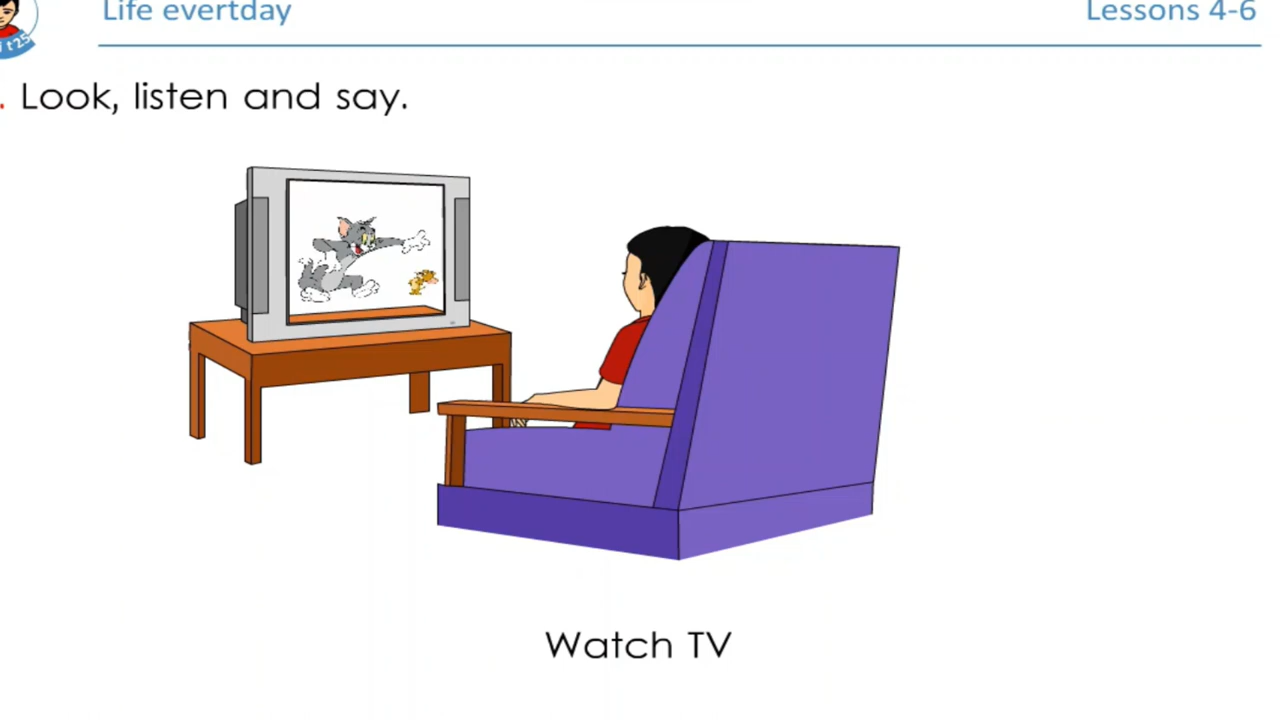 Life evertday
Lessons 4-6
. Look, listen and say.
Watch TV